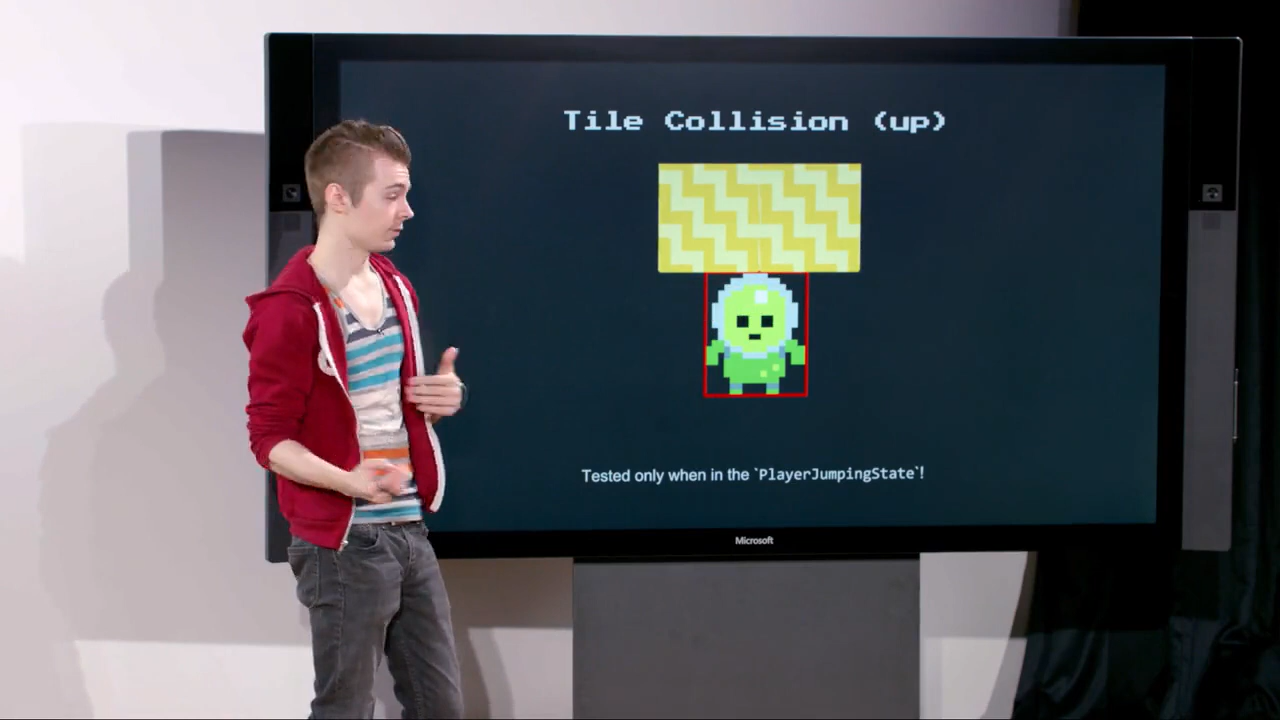 Tile Collision (up)
Tested only when in the `PlayerJumpingState`!
Microsoft